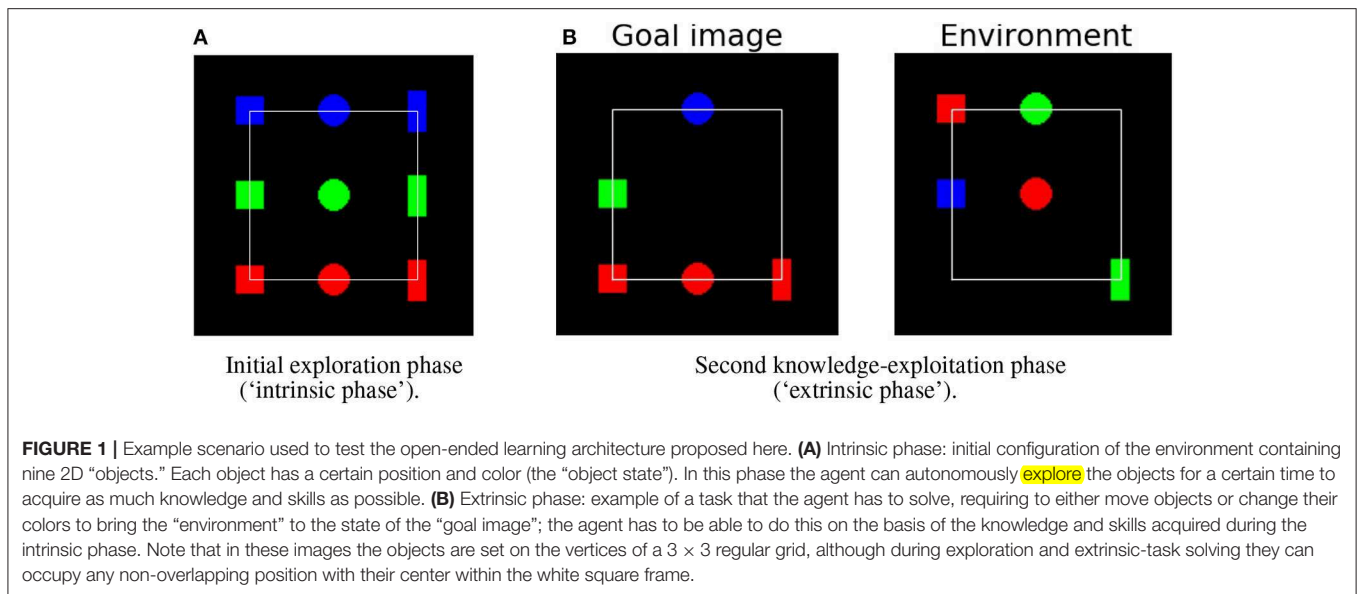 A
B Goal image Environment
Initial exploration phase
(‘intrinsic phase’).
Second knowledge-exploitation phase
(‘extrinsic phase’).
FIGURE 1 | Example scenario used to test the open-ended learning architecture proposed here. (A) Intrinsic phase: initial configuration of the environment containing
nine 2D “objects.” Each object has a certain position and color (the “object state”). In this phase the agent can autonomously explore the objects for a certain time to
acquire as much knowledge and skills as possible. (B) Extrinsic phase: example of a task that the agent has to solve, requiring to either move objects or change their
colors to bring the “environment” to the state of the “goal image”; the agent has to be able to do this on the basis of the knowledge and skills acquired during the
intrinsic phase. Note that in these images the objects are set on the vertices of a 3 × 3 regular grid, although during exploration and extrinsic-task solving they can
occupy any non-overlapping position with their center within the white square frame.